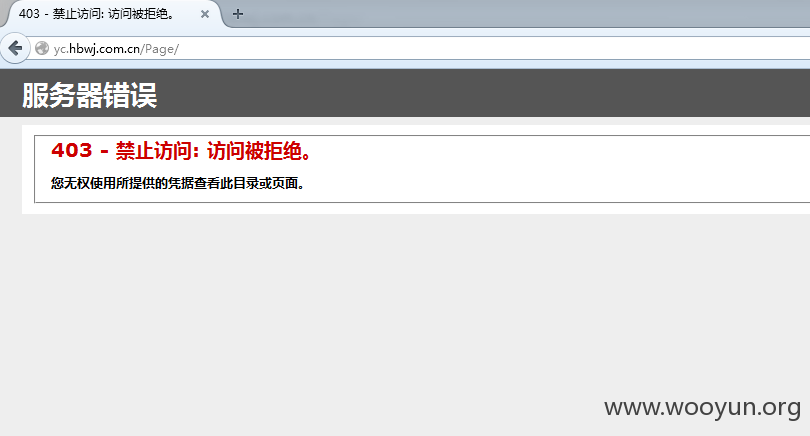 403 - 禁止访问: 访问被拒绝。
yc.hbwj.com.cn/Page/
服务器错误
403 - 禁止访问: 访问被拒绝。
您无权使用所提供的凭据查看此目录或页面。
www.wooyun.org